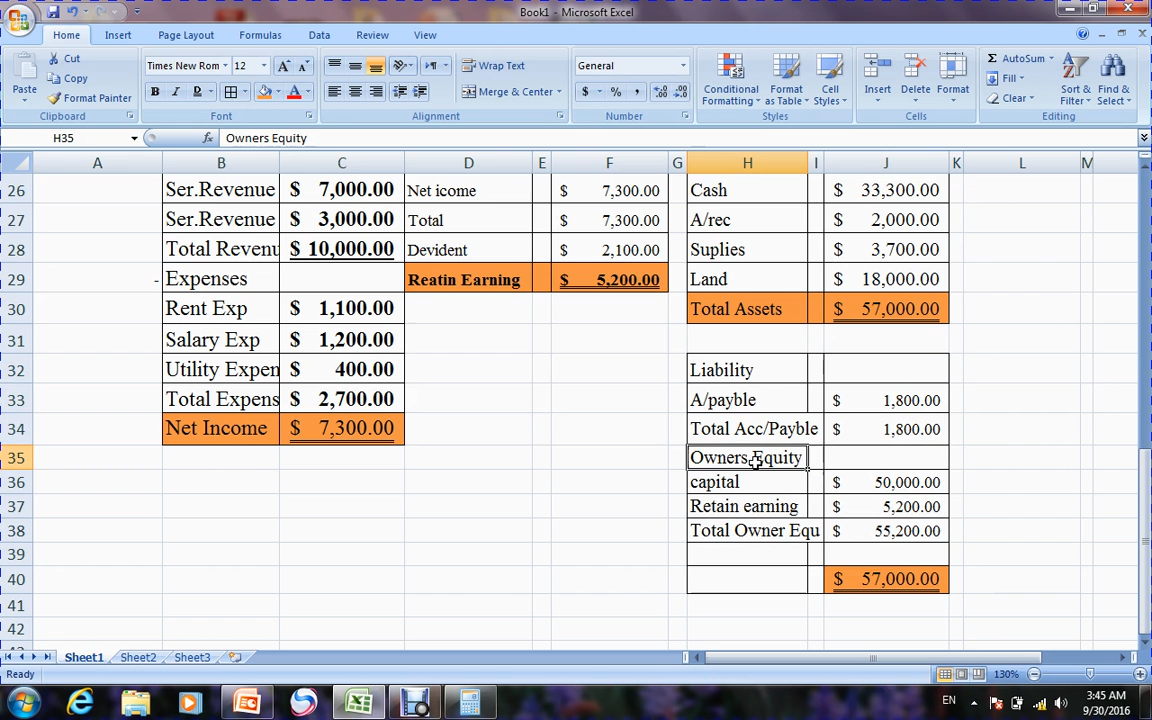 Book1 - Microsoft Excel
Home Insert Page Layout Formulas Data Review View
Cut
Copy
Format Painter
Paste
Clipboard
Times New Rom 12
B I D
Font
Wrap Text
Merge & Center
Alignment
General
$ % ,
Number
Conditional Formatting
Format as Table
Cell Styles
Styles
Insert Delete Format
Cells
Σ AutoSum
Fill
Clear
Sort & Filter
Find & Select
Editing
H35 fx Owners Equity
A B C D E F G H I J K L M
26 Ser.Revenue $ 7,000.00 Net icome $ 7,300.00 Cash $ 33,300.00
27 Ser.Revenue $ 3,000.00 Total $ 7,300.00 A/rec $ 2,000.00
28 Total Revenu $ 10,000.00 Devident $ 2,100.00 Suplies $ 3,700.00
29 - Expenses Reatin Earning $ 5,200.00 Land $ 18,000.00
30 Rent Exp $ 1,100.00 Total Assets $ 57,000.00
31 Salary Exp $ 1,200.00
32 Utility Expen $ 400.00 Liability
33 Total Expens $ 2,700.00 A/payble $ 1,800.00
34 Net Income $ 7,300.00 Total Acc/Payble $ 1,800.00
35 Owners Equity
36 capital $ 50,000.00
37 Retain earning $ 5,200.00
38 Total Owner Equ $ 55,200.00
39
40 $ 57,000.00
41
42
Sheet1 Sheet2 Sheet3
Ready 130%
EN 3:45 AM
9/30/2016